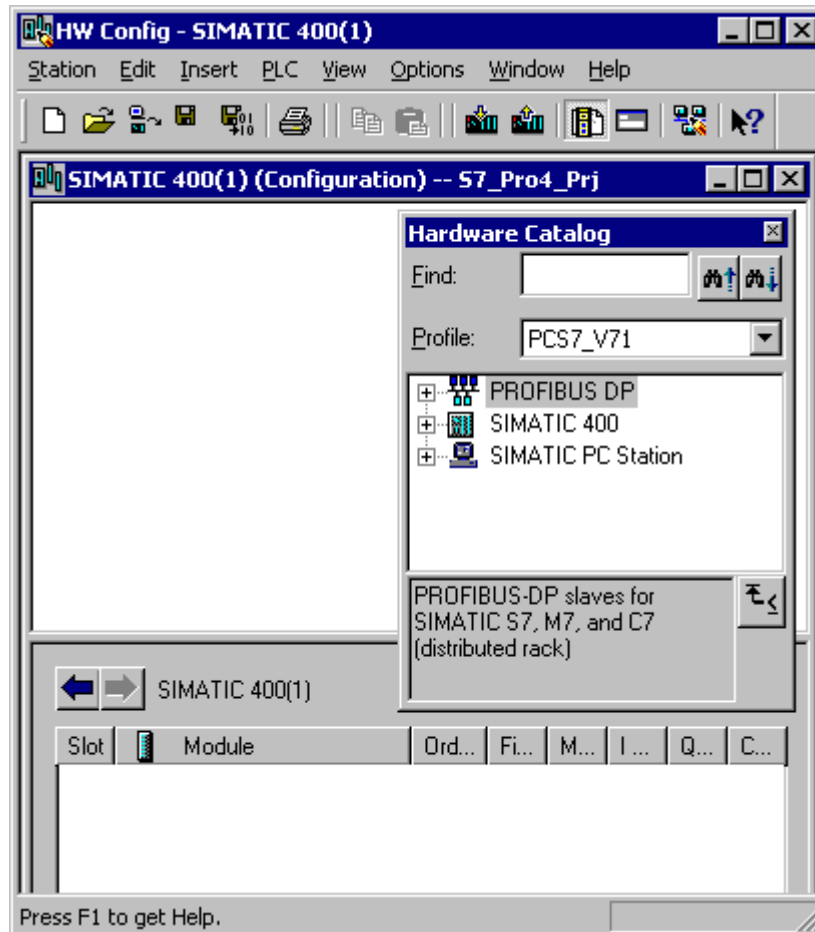 HW Config - SIMATIC 400(1)
Station Edit Insert PLC View Options Window Help
SIMATIC 400(1) (Configuration) -- S7_Pro4_Prj
Hardware Catalog
Find:
Profile: PCS7_V71
PROFIBUS DP
SIMATIC 400
SIMATIC PC Station
PROFIBUS-DP slaves for
SIMATIC S7, M7, and C7
(distributed rack)
SIMATIC 400(1)
Slot Module Ord... Fi... M... I ... Q... C...
Press F1 to get Help.